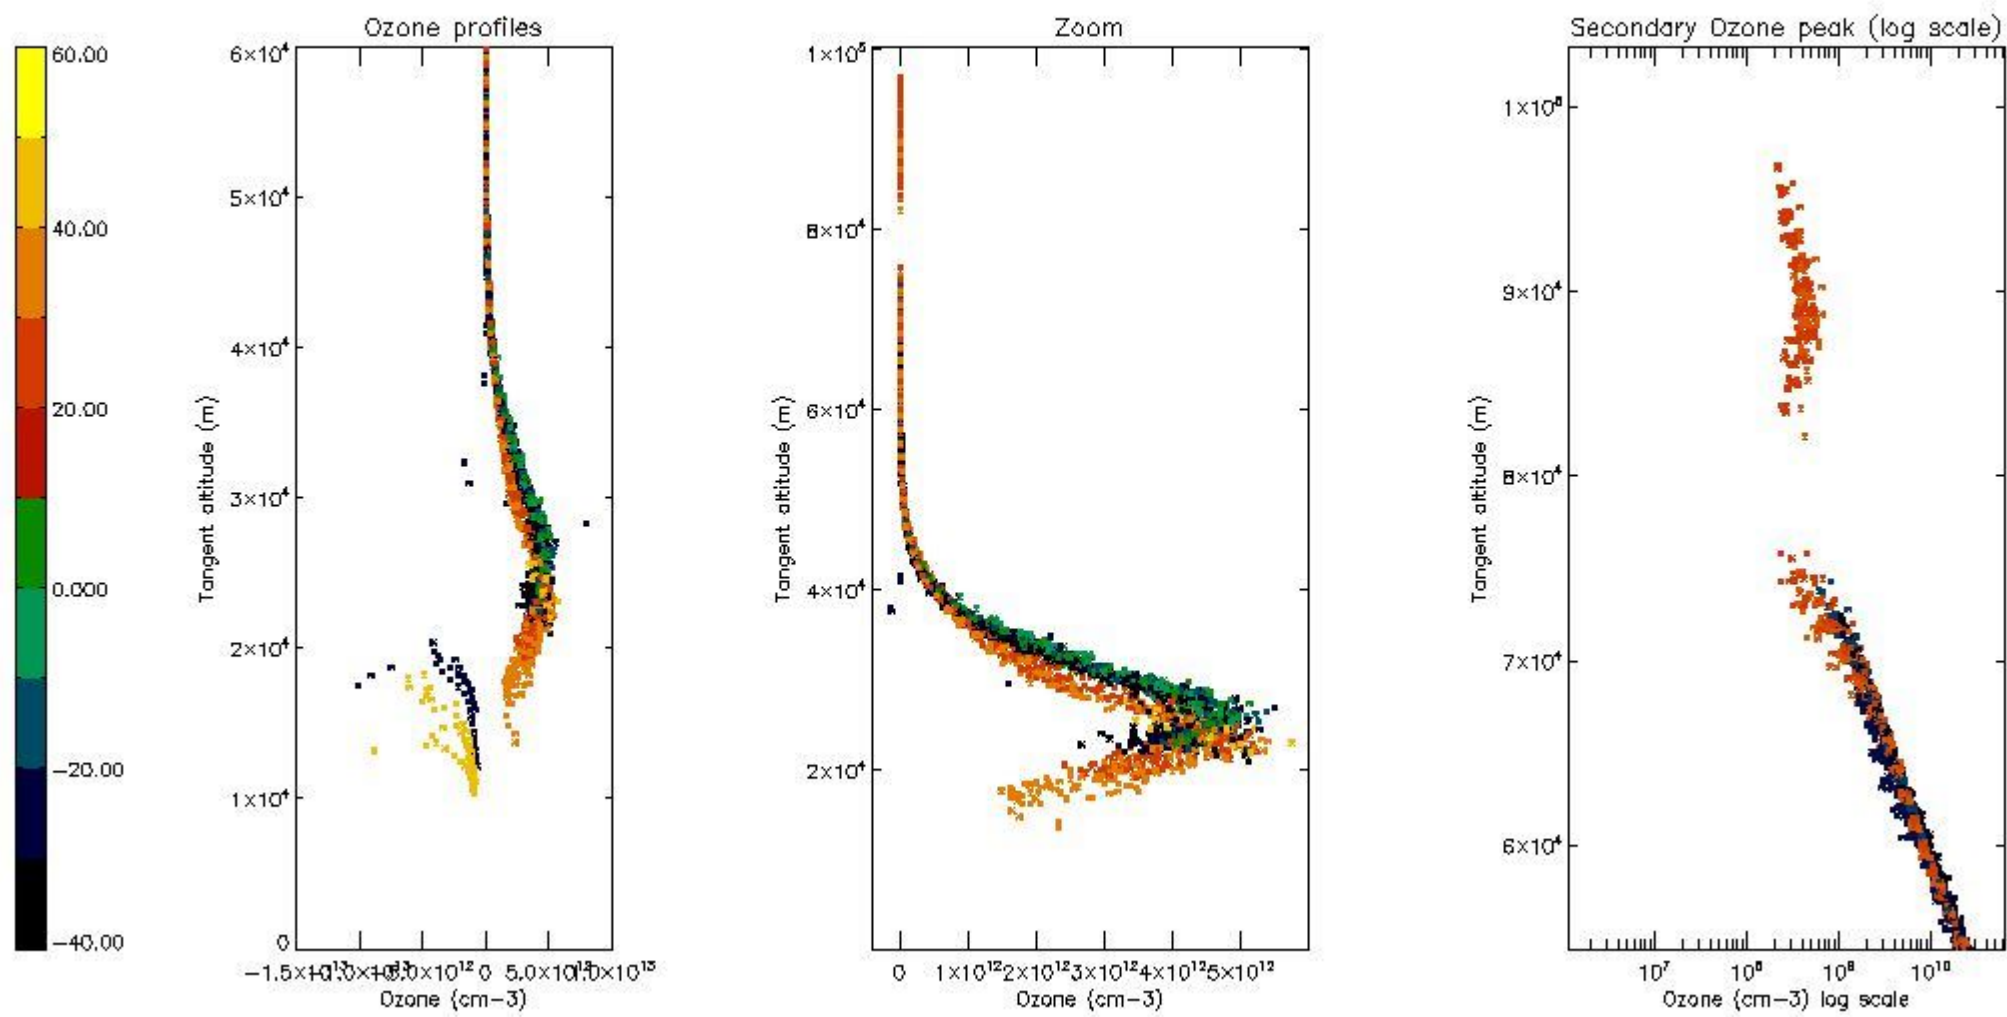 Ozone profiles
Zoom
Secondary Ozone peak (log scale)
60.00
40.00
20.00
0.000
-20.00
-40.00
6×10⁴
5×10⁴
4×10⁴
3×10⁴
2×10⁴
1×10⁴
0
Tangent altitude (m)
0 5.0×10¹² 1.0×10¹³
Ozone (cm-3)
1×10⁵
8×10⁴
6×10⁴
4×10⁴
2×10⁴
Tangent altitude (m)
0 1×10¹² 2×10¹² 3×10¹² 4×10¹² 5×10¹²
Ozone (cm-3)
9×10⁴
8×10⁴
7×10⁴
6×10⁴
Tangent altitude (m)
10⁷ 10⁸ 10⁹ 10¹⁰
Ozone (cm-3) log scale